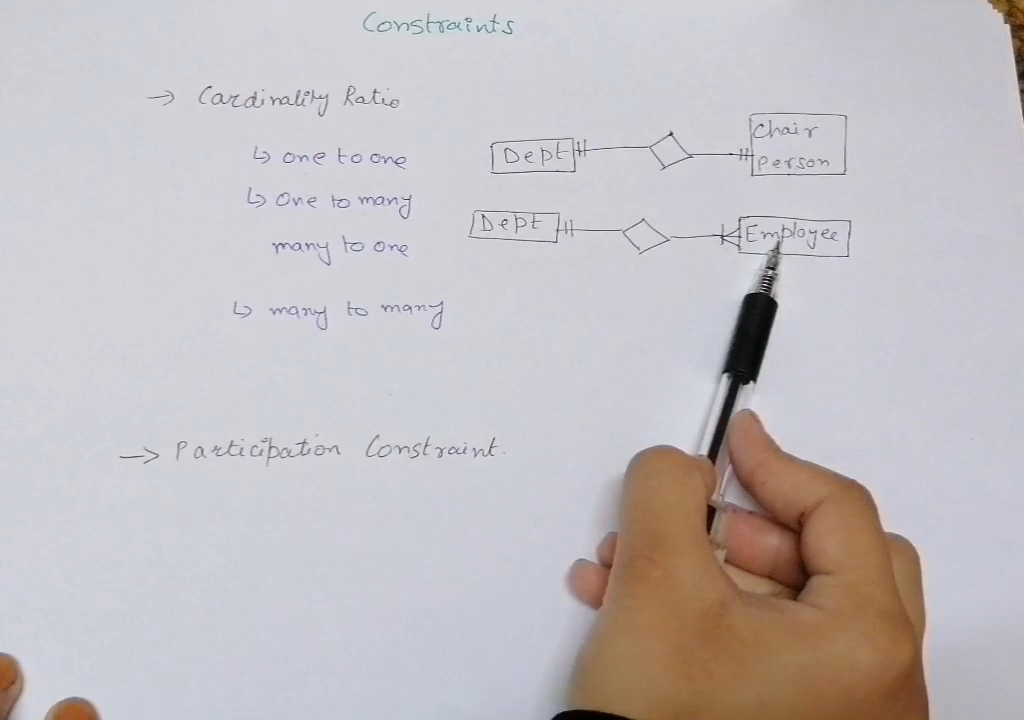 Constraints
→ Cardinality Ratio
↳ one to one
Dept
Chair
person
↳ One to many
Dept
Employee
many to one
↳ many to many
→ Participation Constraint.